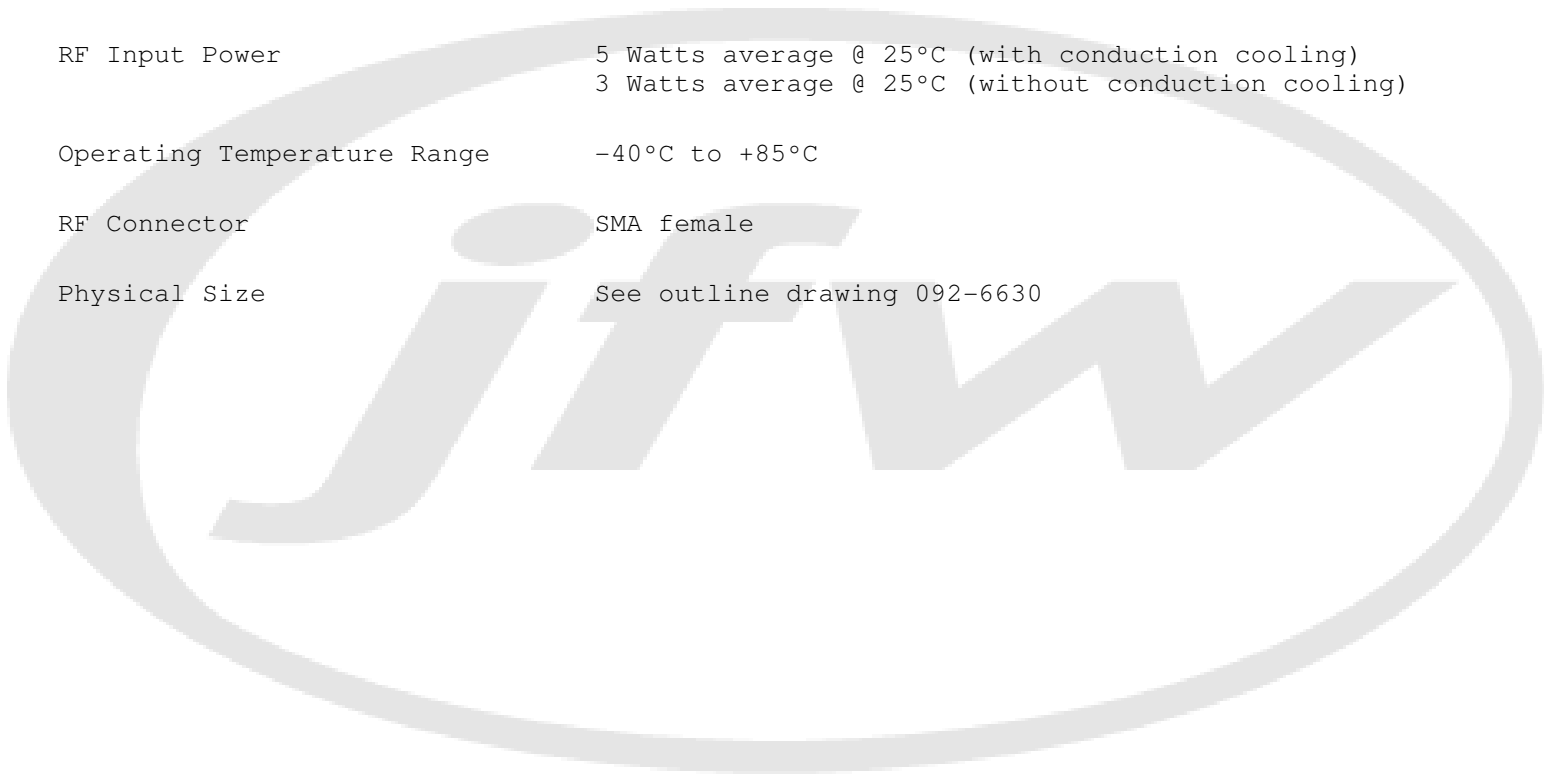 RF Input Power 5 Watts average @ 25°C (with conduction cooling)
3 Watts average @ 25°C (without conduction cooling)
Operating Temperature Range -40°C to +85°C
RF Connector SMA female
Physical Size See outline drawing 092-6630
jfw